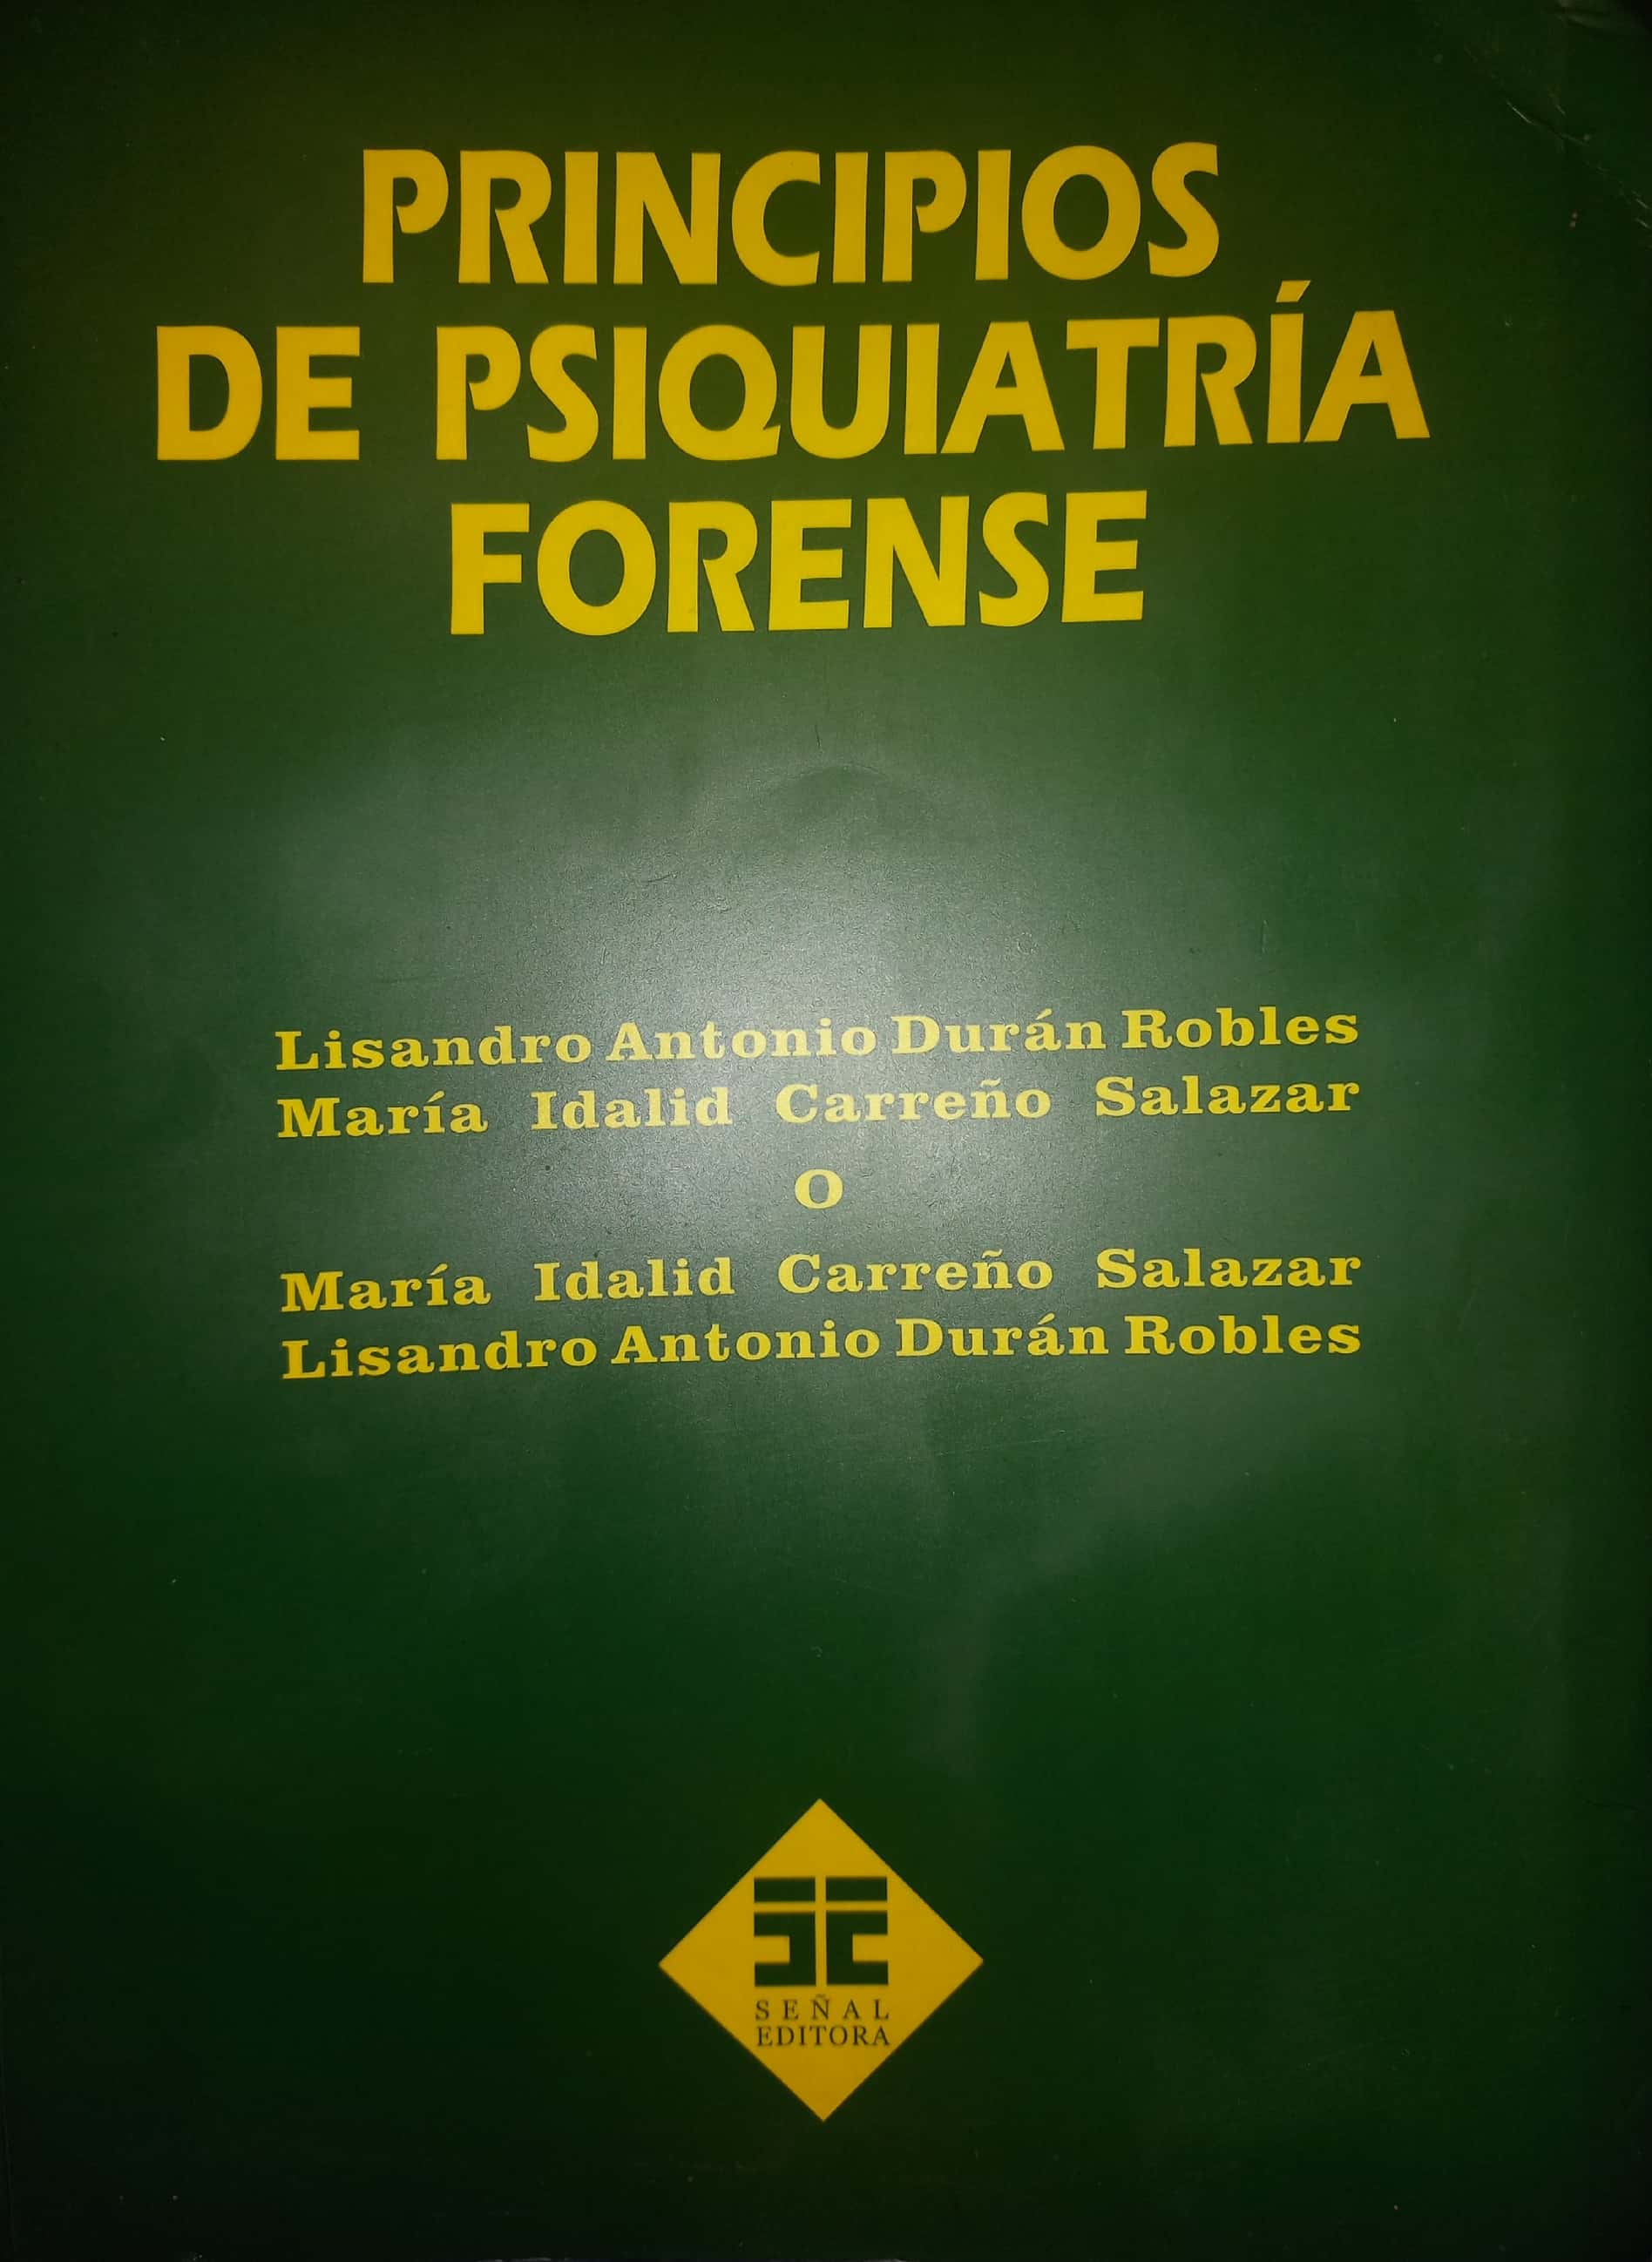 PRINCIPIOS
DE PSIQUIATRÍA
FORENSE
Lisandro Antonio Durán Robles
María Idalid Carreño Salazar
O
María Idalid Carreño Salazar
Lisandro Antonio Durán Robles
SEÑAL
EDITORA